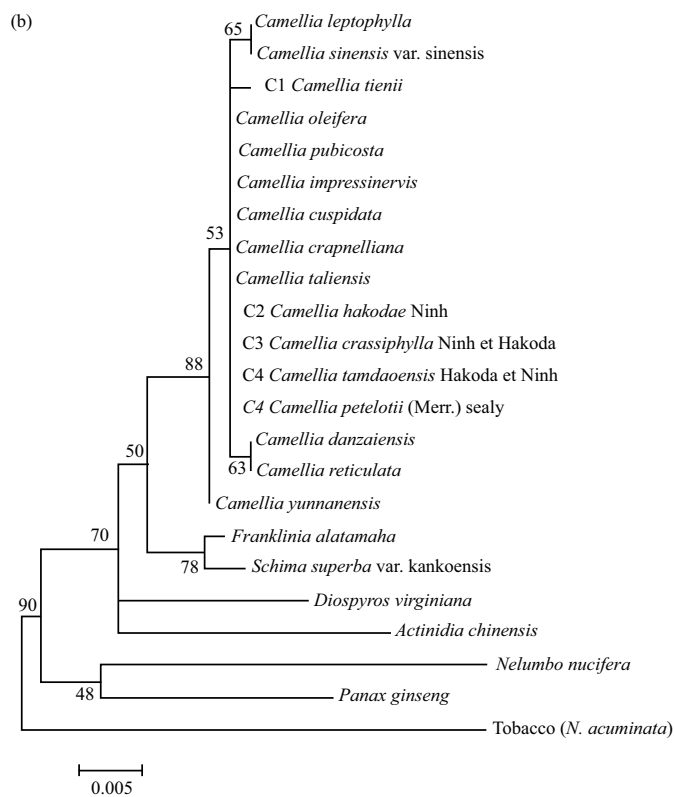 (b)
65
Camellia leptophylla
Camellia sinensis var. sinensis
C1 Camellia tienii
Camellia oleifera
Camellia pubicosta
Camellia impressinervis
Camellia cuspidata
53
Camellia crapnelliana
Camellia taliensis
C2 Camellia hakodae Ninh
C3 Camellia crassiphylla Ninh et Hakoda
88
C4 Camellia tamdaoensis Hakoda et Ninh
C4 Camellia petelotii (Merr.) sealy
Camellia danzaiensis
50
63
Camellia reticulata
Camellia yunnanensis
70
Franklinia alatamaha
78
Schima superba var. kankoensis
Diospyros virginiana
90
Actinidia chinensis
Nelumbo nucifera
48
Panax ginseng
Tobacco (N. acuminata)
0.005